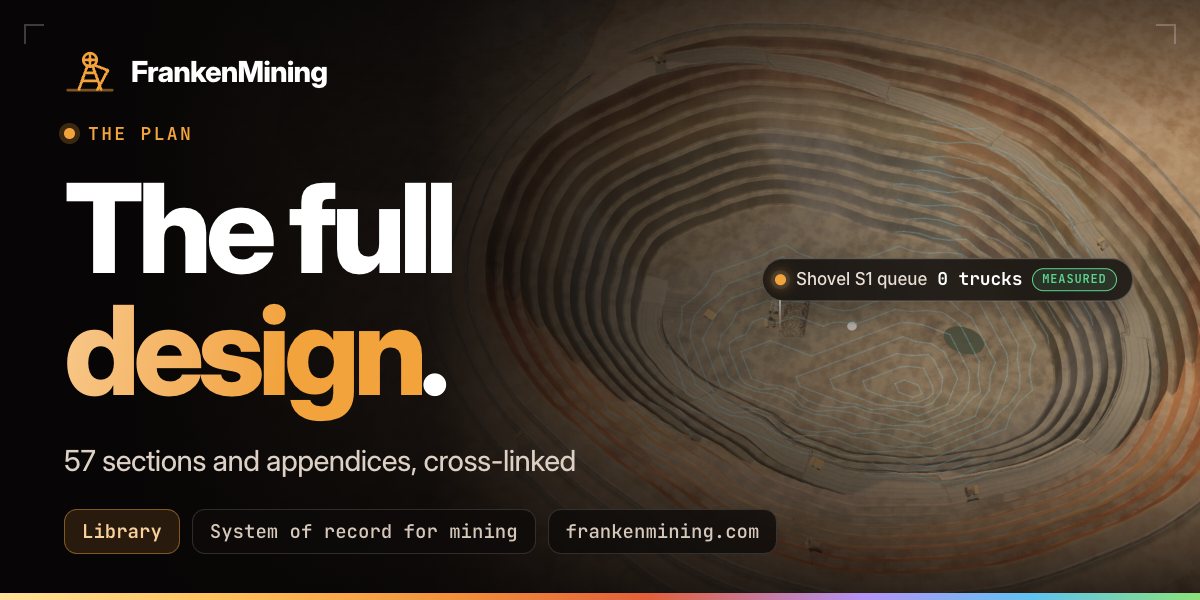 FrankenMining
THE PLAN
The full
design.
Shovel S1 queue 0 trucks MEASURED
57 sections and appendices, cross-linked
Library
System of record for mining
frankenmining.com